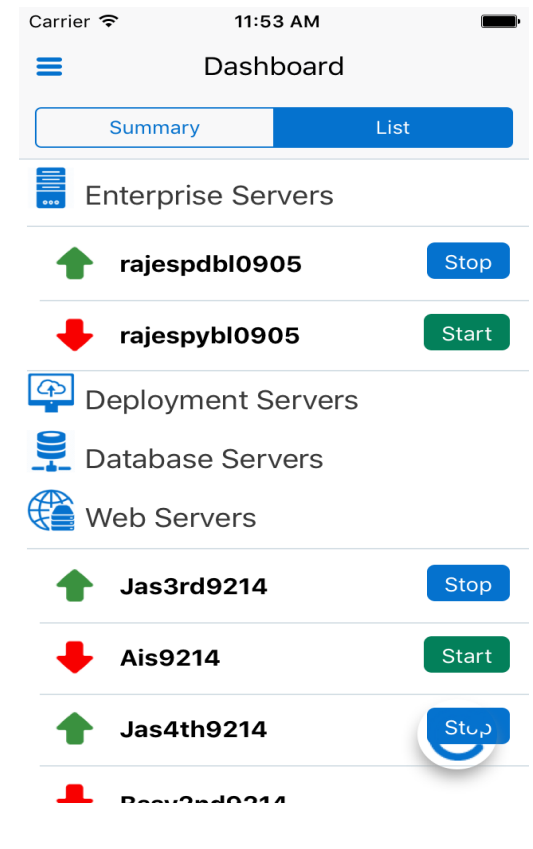 Carrier 11:53 AM
Dashboard
Summary List
Enterprise Servers
rajespdbl0905 Stop
rajespybl0905 Start
Deployment Servers
Database Servers
Web Servers
Jas3rd9214 Stop
Ais9214 Start
Jas4th9214 Stop